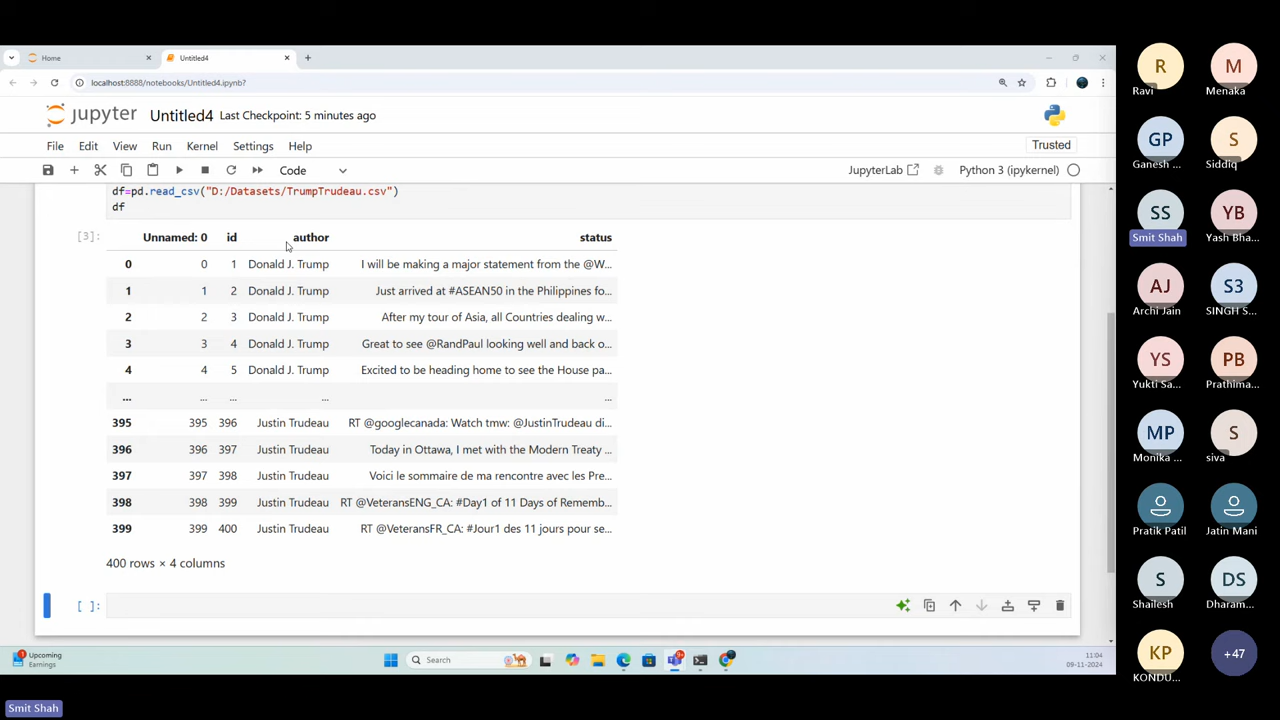 Home
Untitled4
localhost:8888/notebooks/Untitled4.ipynb?
jupyter Untitled4 Last Checkpoint: 5 minutes ago
File Edit View Run Kernel Settings Help
Trusted
Code
JupyterLab Python 3 (ipykernel)
df=pd.read_csv("D:/Datasets/TrumpTrudeau.csv")
df
[3]:
Unnamed: 0 id author status
0 0 1 Donald J. Trump I will be making a major statement from the @W...
1 1 2 Donald J. Trump Just arrived at #ASEAN50 in the Philippines fo...
2 2 3 Donald J. Trump After my tour of Asia, all Countries dealing w...
3 3 4 Donald J. Trump Great to see @RandPaul looking well and back o...
4 4 5 Donald J. Trump Excited to be heading home to see the House pa...
... ... ... ... ...
395 395 396 Justin Trudeau RT @googlecanada: Watch tmw: @JustinTrudeau di...
396 396 397 Justin Trudeau Today in Ottawa, I met with the Modern Treaty ...
397 397 398 Justin Trudeau Voici le sommaire de ma rencontre avec les Pre...
398 398 399 Justin Trudeau RT @VeteransENG_CA: #Day1 of 11 Days of Rememb...
399 399 400 Justin Trudeau RT @VeteransFR_CA: #Jour1 des 11 jours pour se...
400 rows × 4 columns
[ ]:
Upcoming
Earnings
Search
11:04
09-11-2024
R
Ravi
M
Menaka
GP
Ganesh ...
S
Siddiq
SS
Smit Shah
YB
Yash Bha...
AJ
Archi Jain
S3
SINGH S...
YS
Yukti Sa...
PB
Prathima...
MP
Monika ...
S
siva
Pratik Patil
Jatin Mani
S
Shailesh
DS
Dharam...
KP
KONDU...
+47
Smit Shah